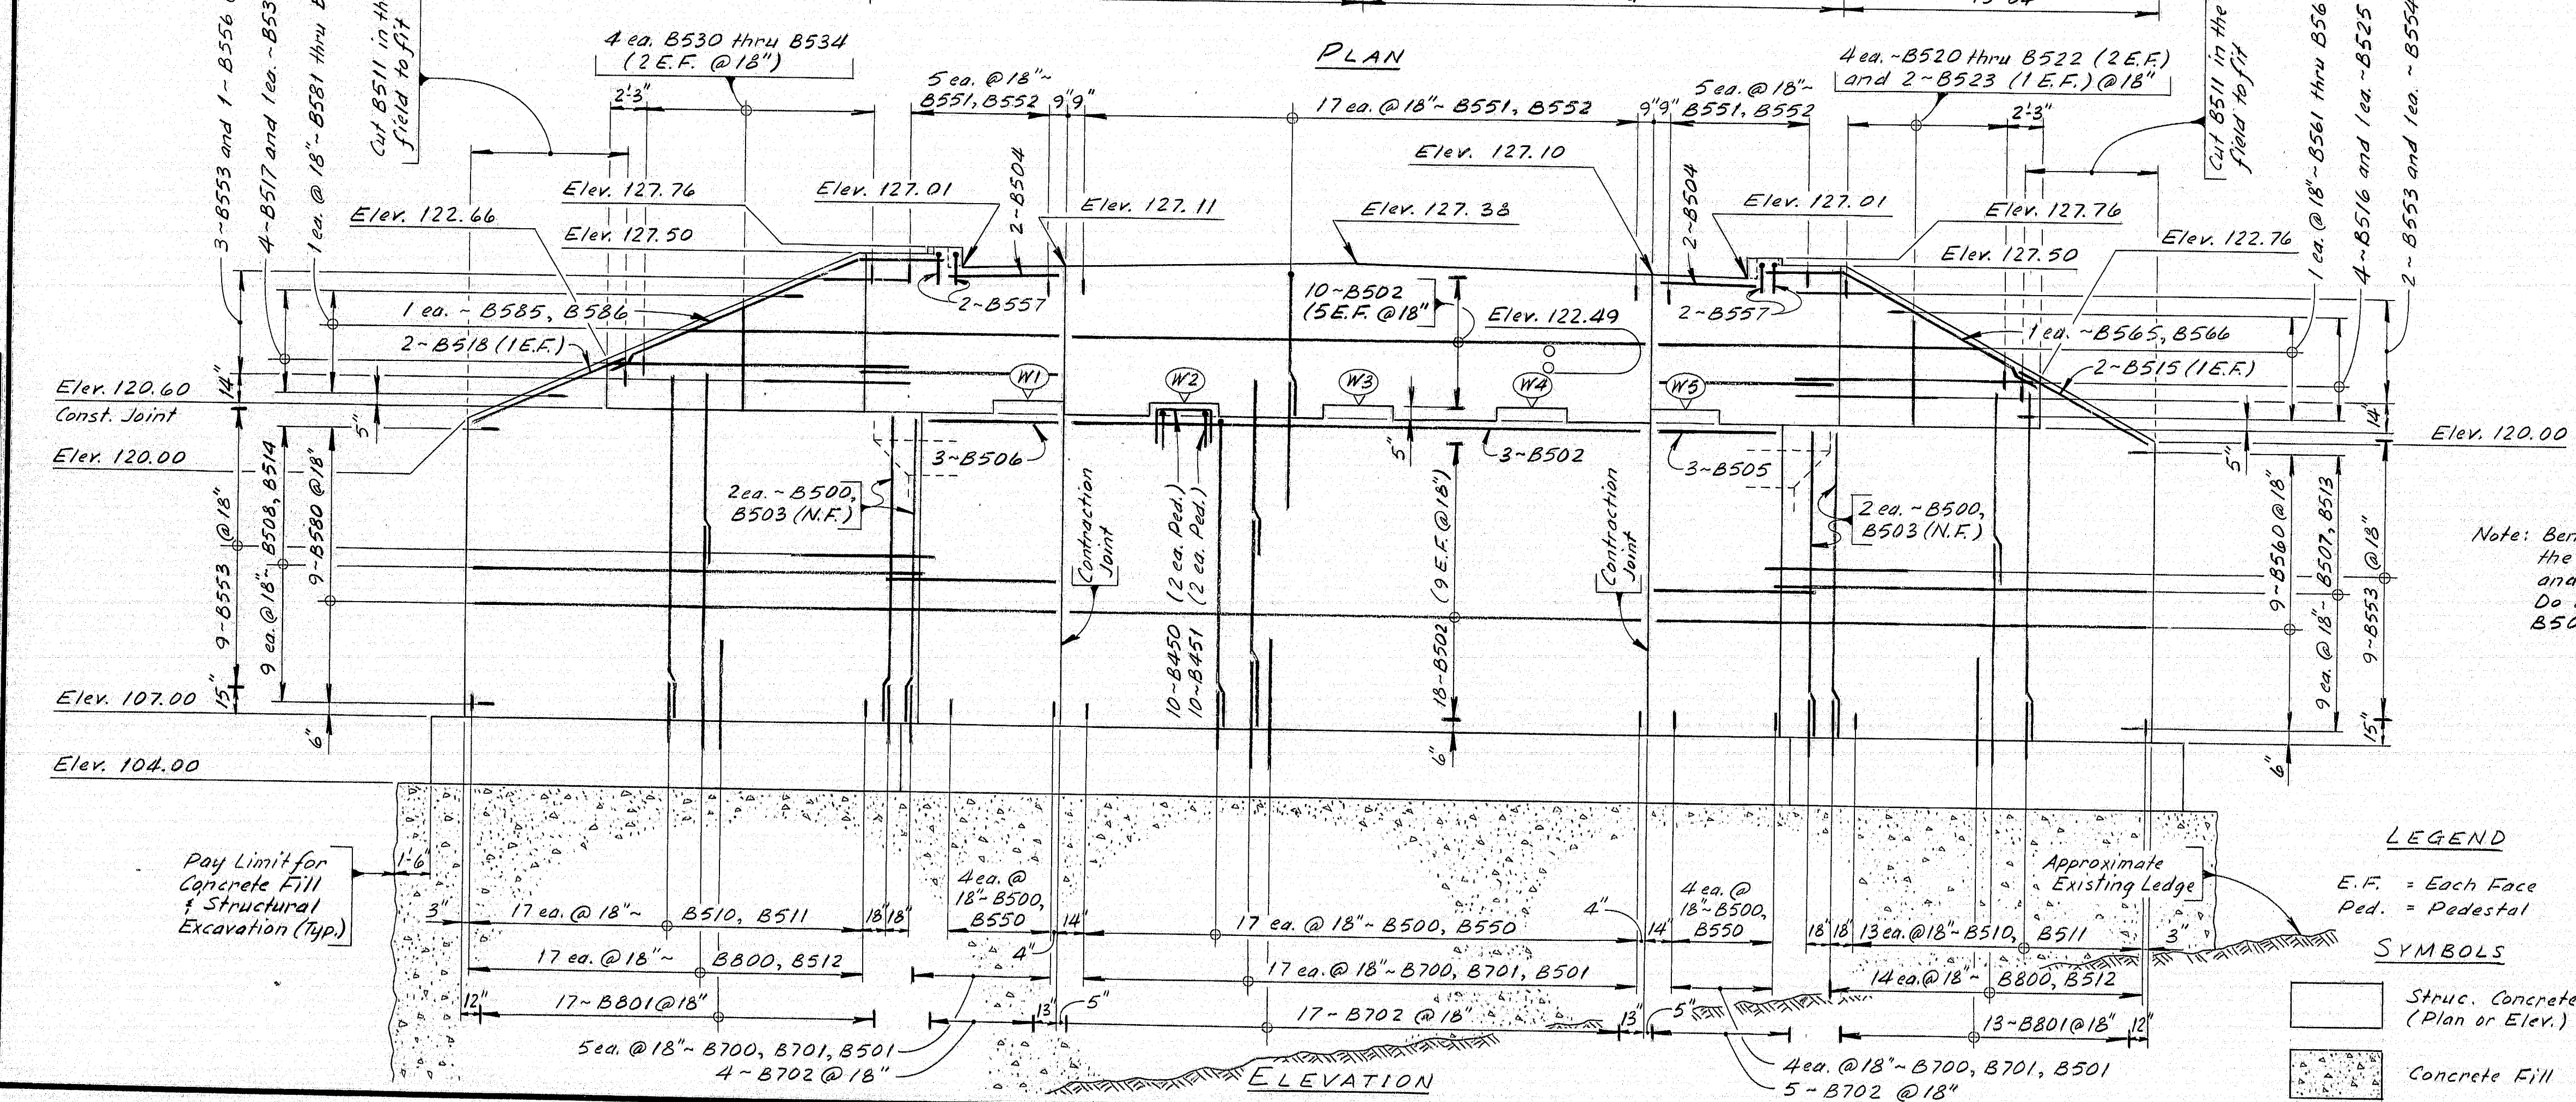 PLAN
3~B553 and 1~B556
4~B517 and 1 ea.~B53
1 ea. @ 18"~B581 thru
Cut B511 in th
field to fit
4 ea. B530 thru B534
(2 E.F. @ 18")
2'-3"
5 ea. @ 18"~
B551, B552
9" 9"
17 ea. @ 18"~ B551, B552
9" 9"
5 ea. @ 18"~
B551, B552
4 ea.~B520 thru B522 (2 E.F.)
and 2~B523 (1 E.F.) @ 18"
2'-3"
Cut B511 in the
field to fit
1 ea. @ 18"~B561 thru B56
4~B516 and 1 ea.~B525
2~B553 and 1 ea.~B554
Elev. 122.66
Elev. 127.76
Elev. 127.50
Elev. 127.01
2~B504
Elev. 127.11
Elev. 127.38
Elev. 127.10
2~B504
Elev. 127.01
Elev. 127.76
Elev. 127.50
Elev. 122.76
1 ea. ~ B585, B586
2~B518 (1 E.F.)
2~B557
10~B502
(5 E.F. @ 18"
Elev. 122.49
2~B557
1 ea. ~B565, B566
2~B515 (1 E.F.)
Elev. 120.60
Const. Joint
Elev. 120.00
14"
5"
W1
W2
W3
W4
W5
3~B506
5"
3~B502
3~B505
5"
14"
Elev. 120.00
2 ea. ~ B500,
B503 (N.F.)
Contraction
Joint
10~B450 (2 ea. Ped.)
10~B451 (2 ea. Ped.)
18~B502 (9 E.F. @ 18")
Contraction
Joint
2 ea. ~B500,
B503 (N.F.)
9~B553 @ 18"
9 ea. @ 18"~ B508, B514
9~B580 @ 18"
9~B560 @ 18"
9 ea. @ 18"~B507, B513
9~B553 @ 18"
Note: Ben
the
and
Do
B50
Elev. 107.00
15"
6"
6"
6"
15"
Elev. 104.00
Pay Limit for
Concrete Fill
& Structural
Excavation (Typ.)
1'-6"
3"
17 ea. @ 18"~ B510, B511
18" 18"
4 ea. @
18"~B500,
B550
4"
14"
17 ea. @ 18"~ B500, B550
4"
14"
4 ea. @
18"~B500,
B550
18" 18"
13 ea. @ 18"~B510, B511
3"
Approximate
Existing Ledge
17 ea. @ 18"~ B800, B512
17 ea. @ 18"~B700, B701, B501
14 ea. @ 18"~ B800, B512
12"
17~B801 @ 18"
13"
5"
17~B702 @ 18"
13"
5"
13~B801 @ 18"
12"
5 ea. @ 18"~ B700, B701, B501
4~B702 @ 18"
4 ea. @ 18"~B700, B701, B501
5~B702 @ 18"
ELEVATION
LEGEND
E.F. = Each Face
Ped. = Pedestal
SYMBOLS
Struc. Concrete
(Plan or Elev.)
Concrete Fill